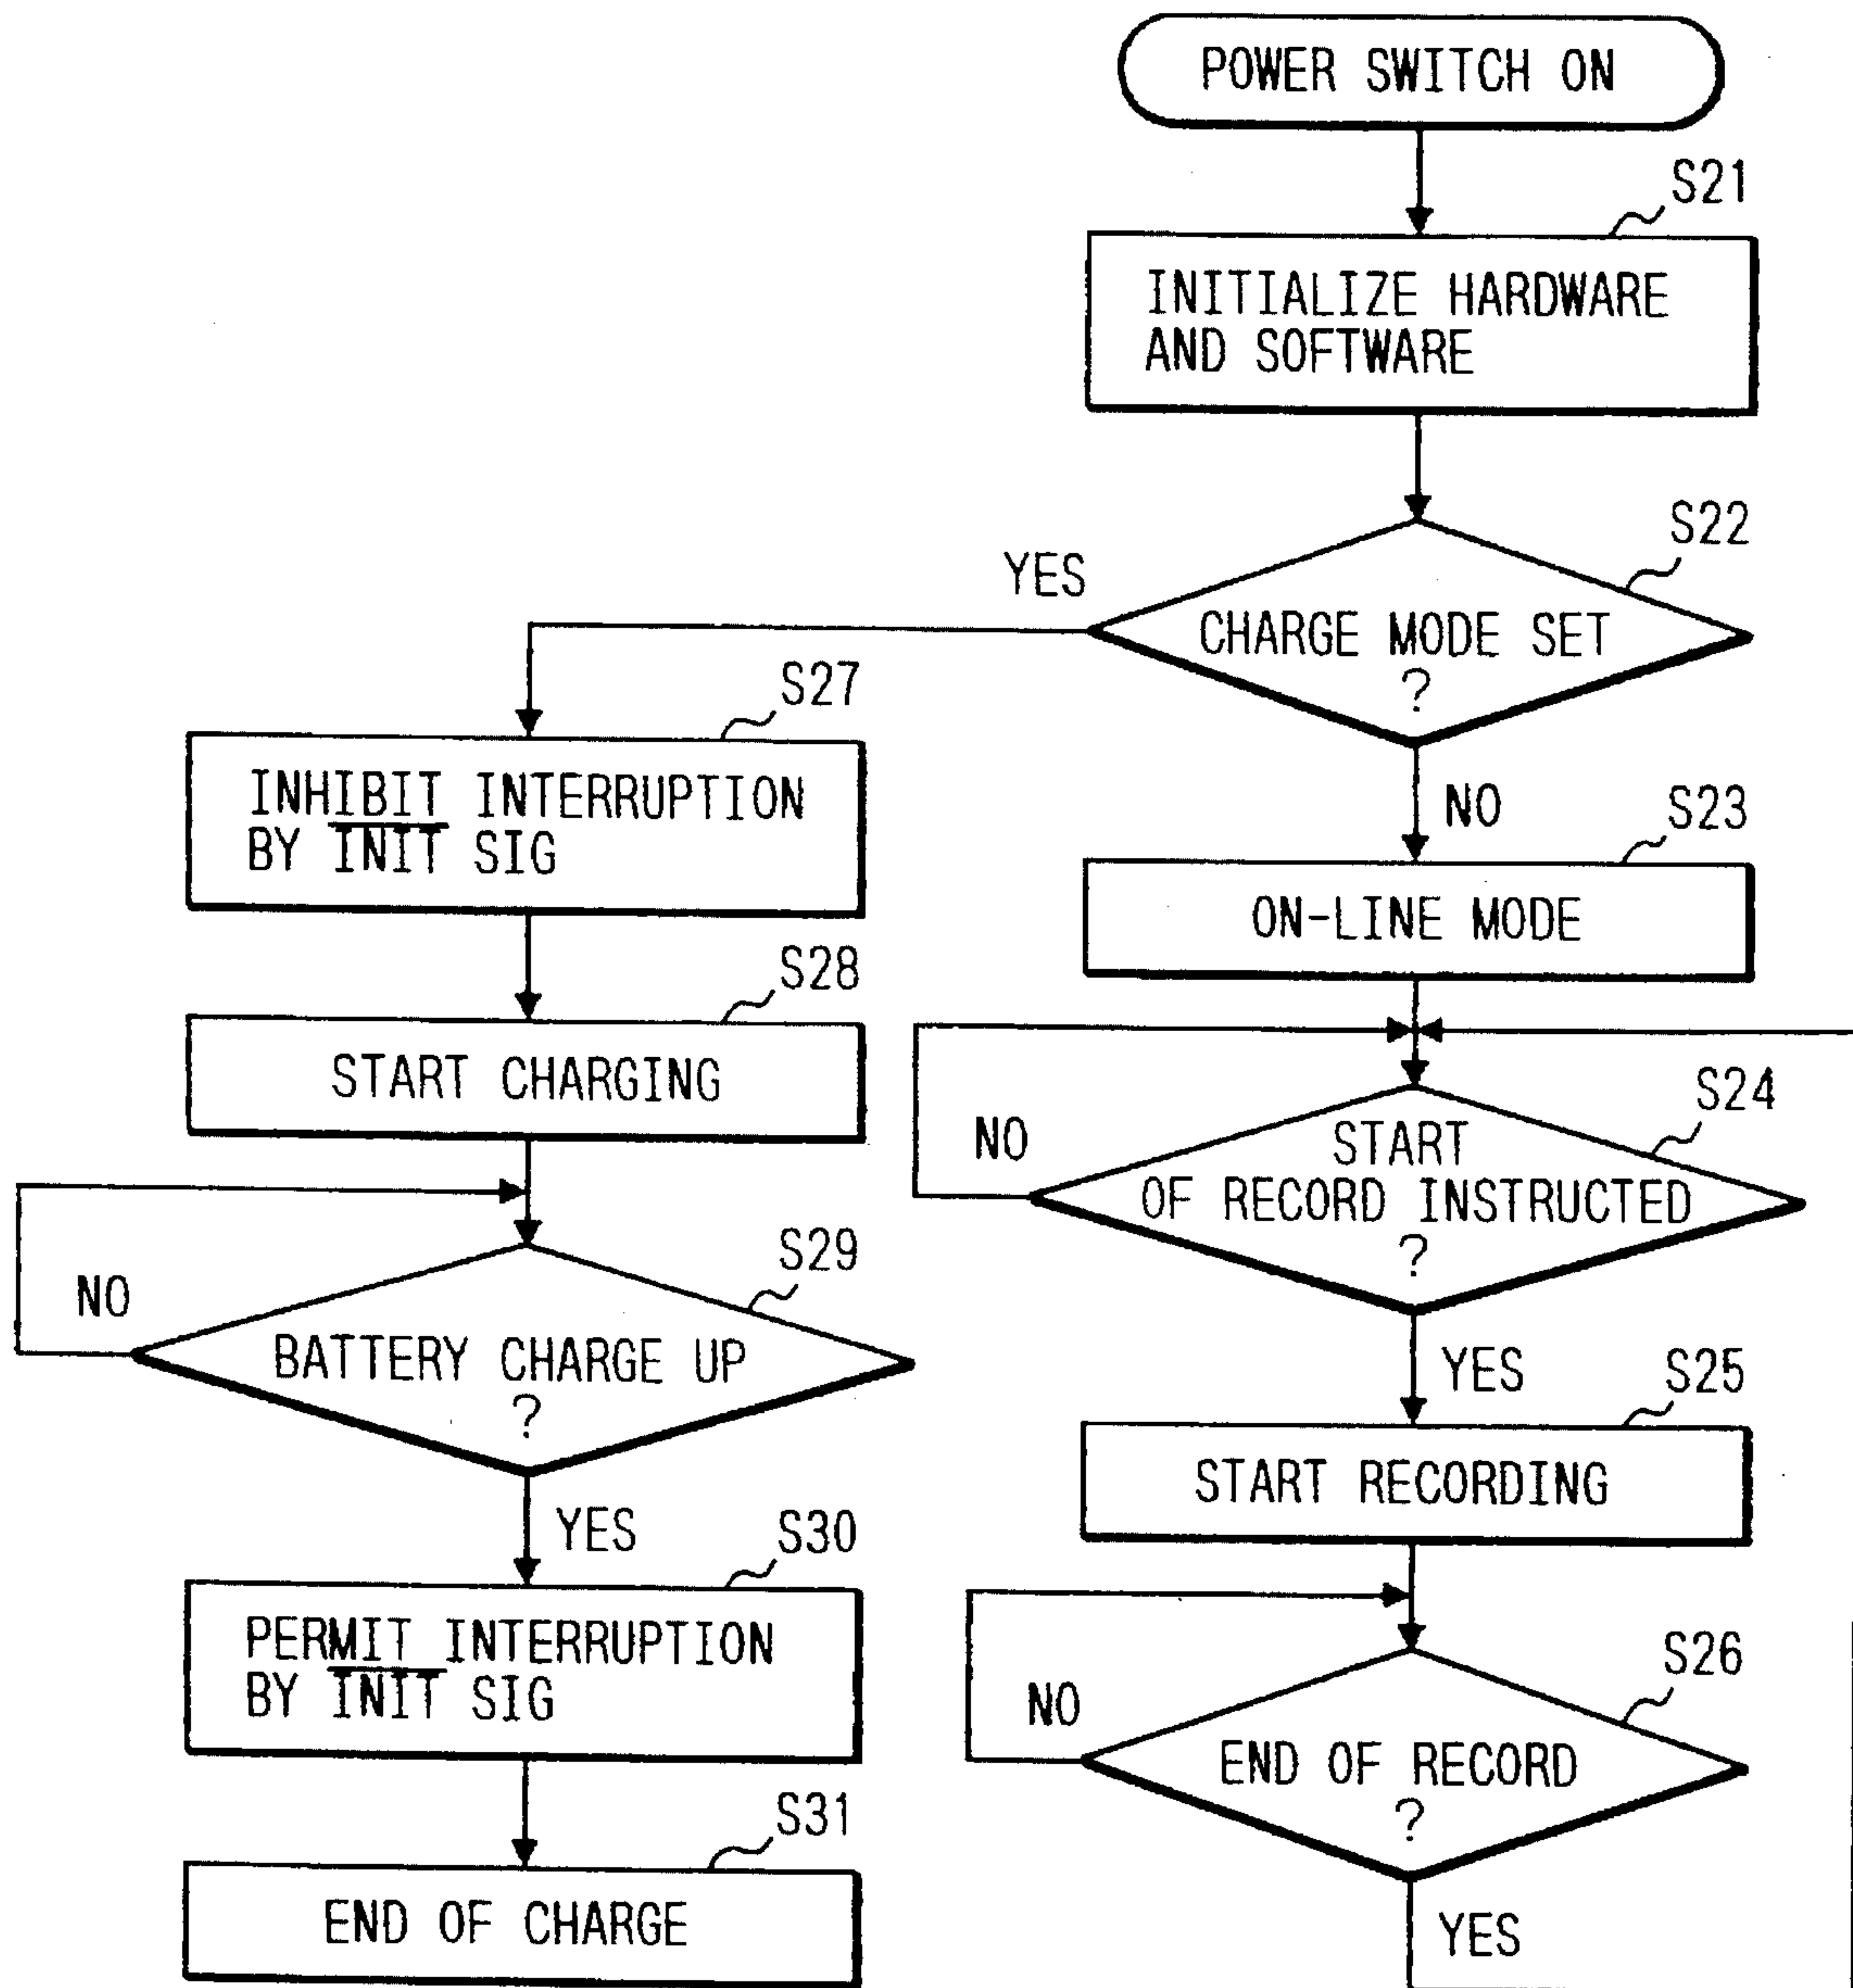 POWER SWITCH ON
S21
INITIALIZE HARDWARE
AND SOFTWARE
S22
YES
CHARGE MODE SET
?
S27
INHIBIT INTERRUPTION
BY I̅N̅I̅T̅ SIG
NO
S23
ON-LINE MODE
S28
START CHARGING
S24
NO
START
OF RECORD INSTRUCTED
?
S29
NO
BATTERY CHARGE UP
?
YES
S25
START RECORDING
YES
S30
PERMIT INTERRUPTION
BY I̅N̅I̅T̅ SIG
S26
NO
END OF RECORD
?
S31
END OF CHARGE
YES